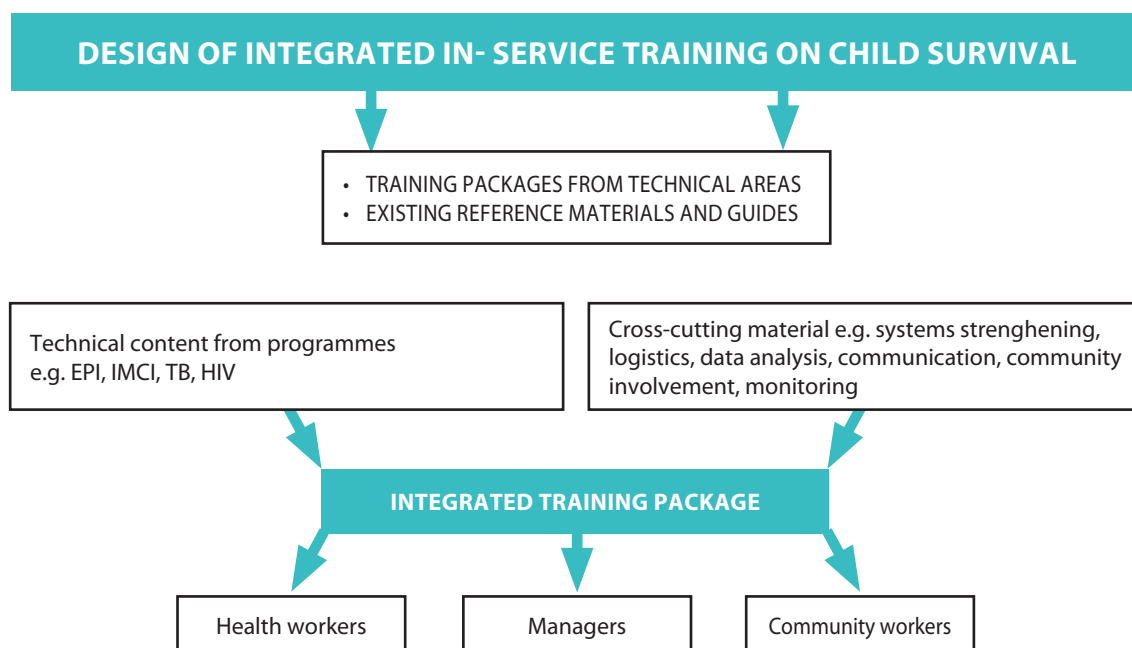 DESIGN OF INTEGRATED IN- SERVICE TRAINING ON CHILD SURVIVAL
• TRAINING PACKAGES FROM TECHNICAL AREAS
• EXISTING REFERENCE MATERIALS AND GUIDES
Technical content from programmes
e.g. EPI, IMCI, TB, HIV
Cross-cutting material e.g. systems strenghening,
logistics, data analysis, communication, community
involvement, monitoring
INTEGRATED TRAINING PACKAGE
Health workers
Managers
Community workers